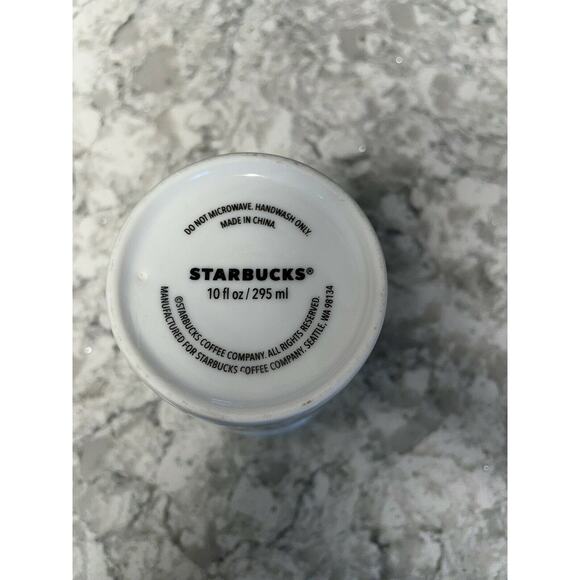 DO NOT MICROWAVE. HANDWASH ONLY.
MADE IN CHINA.
STARBUCKS®
10 fl oz / 295 ml
©STARBUCKS COFFEE COMPANY. ALL RIGHTS RESERVED.
MANUFACTURED FOR STARBUCKS COFFEE COMPANY, SEATTLE, WA 98134